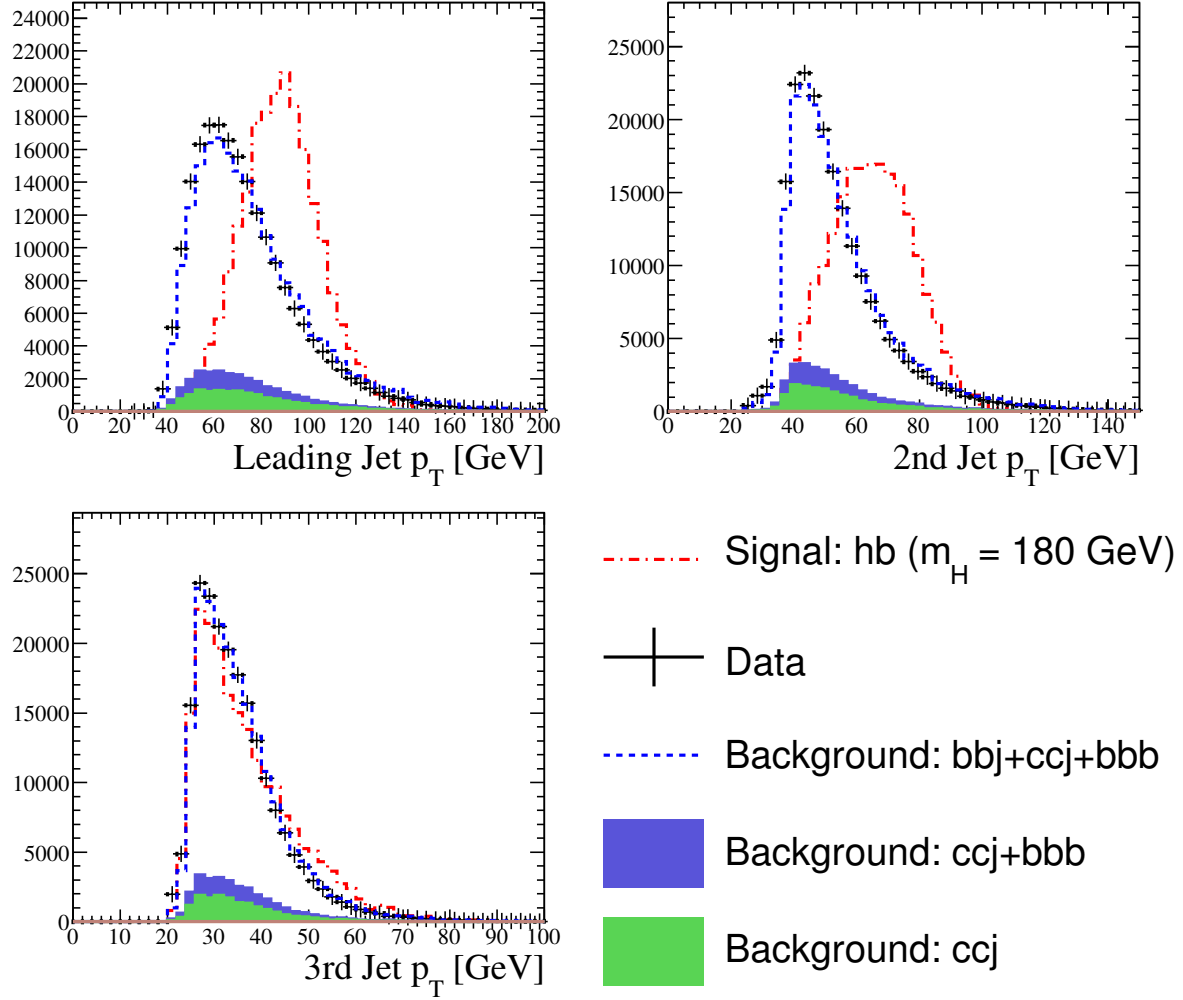 24000
22000
20000
18000
16000
14000
12000
10000
8000
6000
4000
2000
0
0 20 40 60 80 100 120 140 160 180 200
Leading Jet p_T [GeV]
25000
20000
15000
10000
5000
0
0 20 40 60 80 100 120 140
2nd Jet p_T [GeV]
25000
20000
15000
10000
5000
0
0 10 20 30 40 50 60 70 80 90 100
3rd Jet p_T [GeV]
Signal: hb (m_H = 180 GeV)
Data
Background: bbj+ccj+bbb
Background: ccj+bbb
Background: ccj